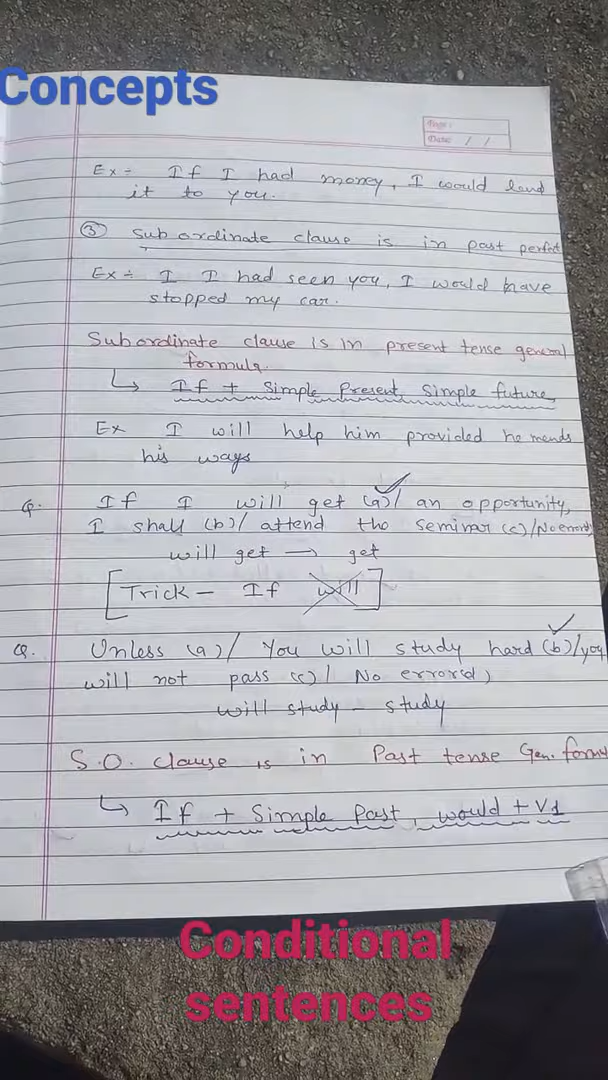 Concepts
Page:
Date: / /
Ex÷ If I had money, I would lend
it to you.
③ Subordinate clause is in past perfect
Ex÷ I I had seen you, I would have
stopped my car.
Subordinate clause is in present tense general
formula.
↳ If + Simple Present, Simple future
Ex I will help him provided he mends
his ways
Q. If I will get (a)/ an opportunity,
I shall (b)/ attend the seminar (c)/No error(d)
will get → get
[Trick - If will]
Q. Unless (a)/ You will study hard (b)/you
will not pass (c)/ No error d)
will study - study
S.O. clause is in Past tense Gen. formu
↳ If + Simple Past, would + V1
Conditional
sentences